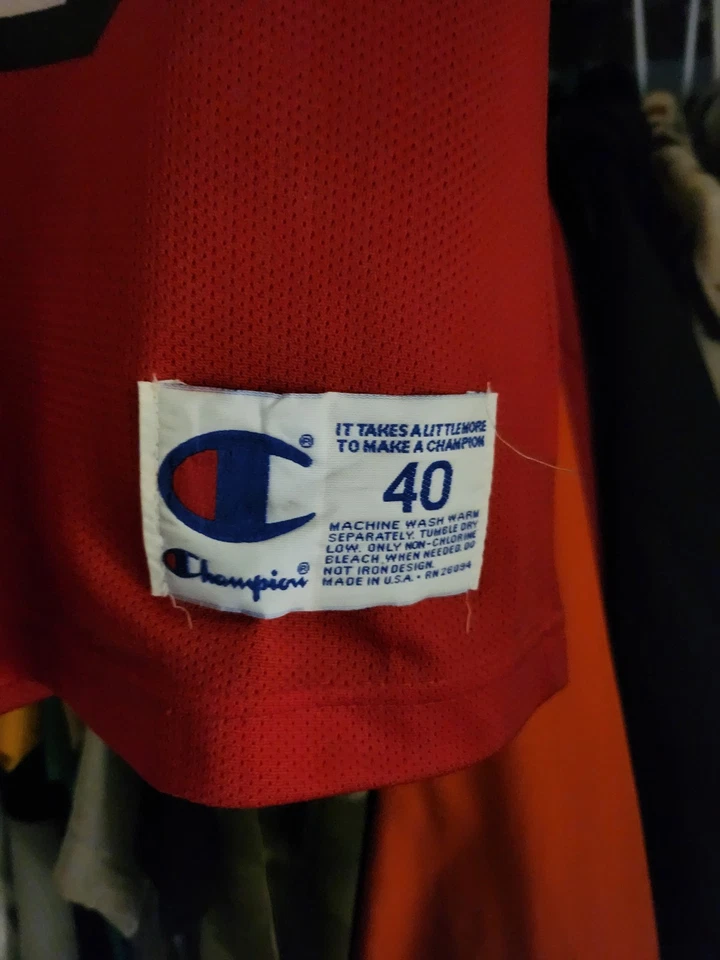 IT TAKES A LITTLE MORE
TO MAKE A CHAMPION
40
MACHINE WASH WARM
SEPARATELY. TUMBLE DRY
LOW. ONLY NON-CHLORINE
BLEACH WHEN NEEDED. DO
NOT IRON DESIGN.
MADE IN U.S.A. • RN 26094
C®
Champion®